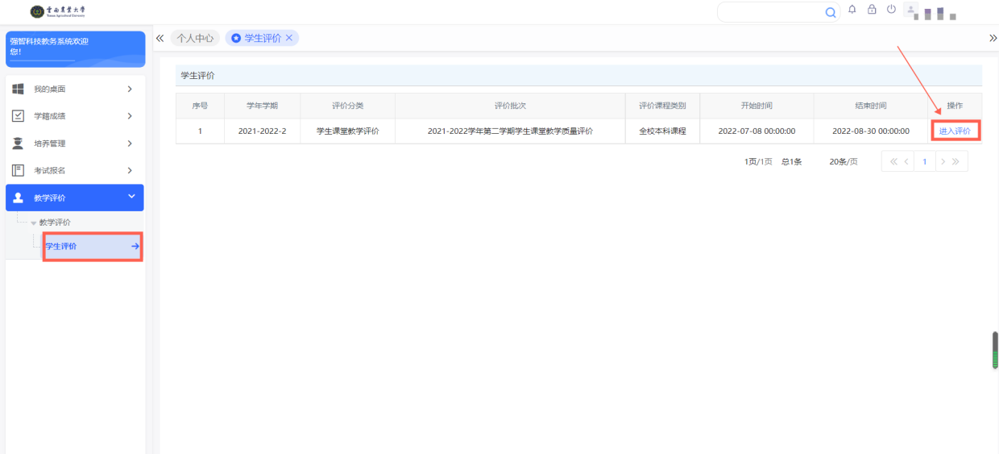 雲南農業大學
Yunnan Agricultural University
强智科技教务系统欢迎
您!
个人中心
学生评价
我的桌面
学籍成绩
培养管理
考试报名
教学评价
教学评价
学生评价
学生评价
序号 学年学期 评价分类 评价批次 评价课程类别 开始时间 结束时间 操作
1 2021-2022-2 学生课堂教学评价 2021-2022学年第二学期学生课堂教学质量评价 全校本科课程 2022-07-08 00:00:00 2022-08-30 00:00:00 进入评价
1页/1页 总1条 20条/页 1